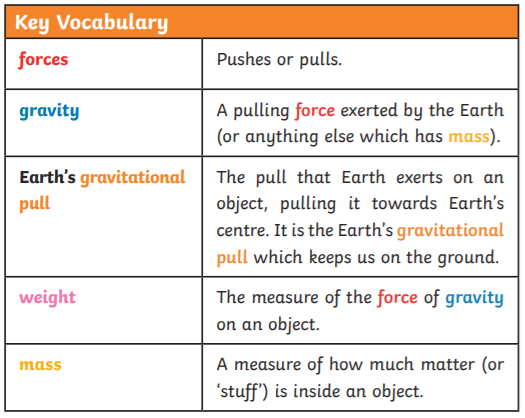 Key Vocabulary
forces
Pushes or pulls.
gravity
A pulling force exerted by the Earth
(or anything else which has mass).
Earth's gravitational
pull
The pull that Earth exerts on an
object, pulling it towards Earth's
centre. It is the Earth's gravitational
pull which keeps us on the ground.
weight
The measure of the force of gravity
on an object.
mass
A measure of how much matter (or
'stuff') is inside an object.